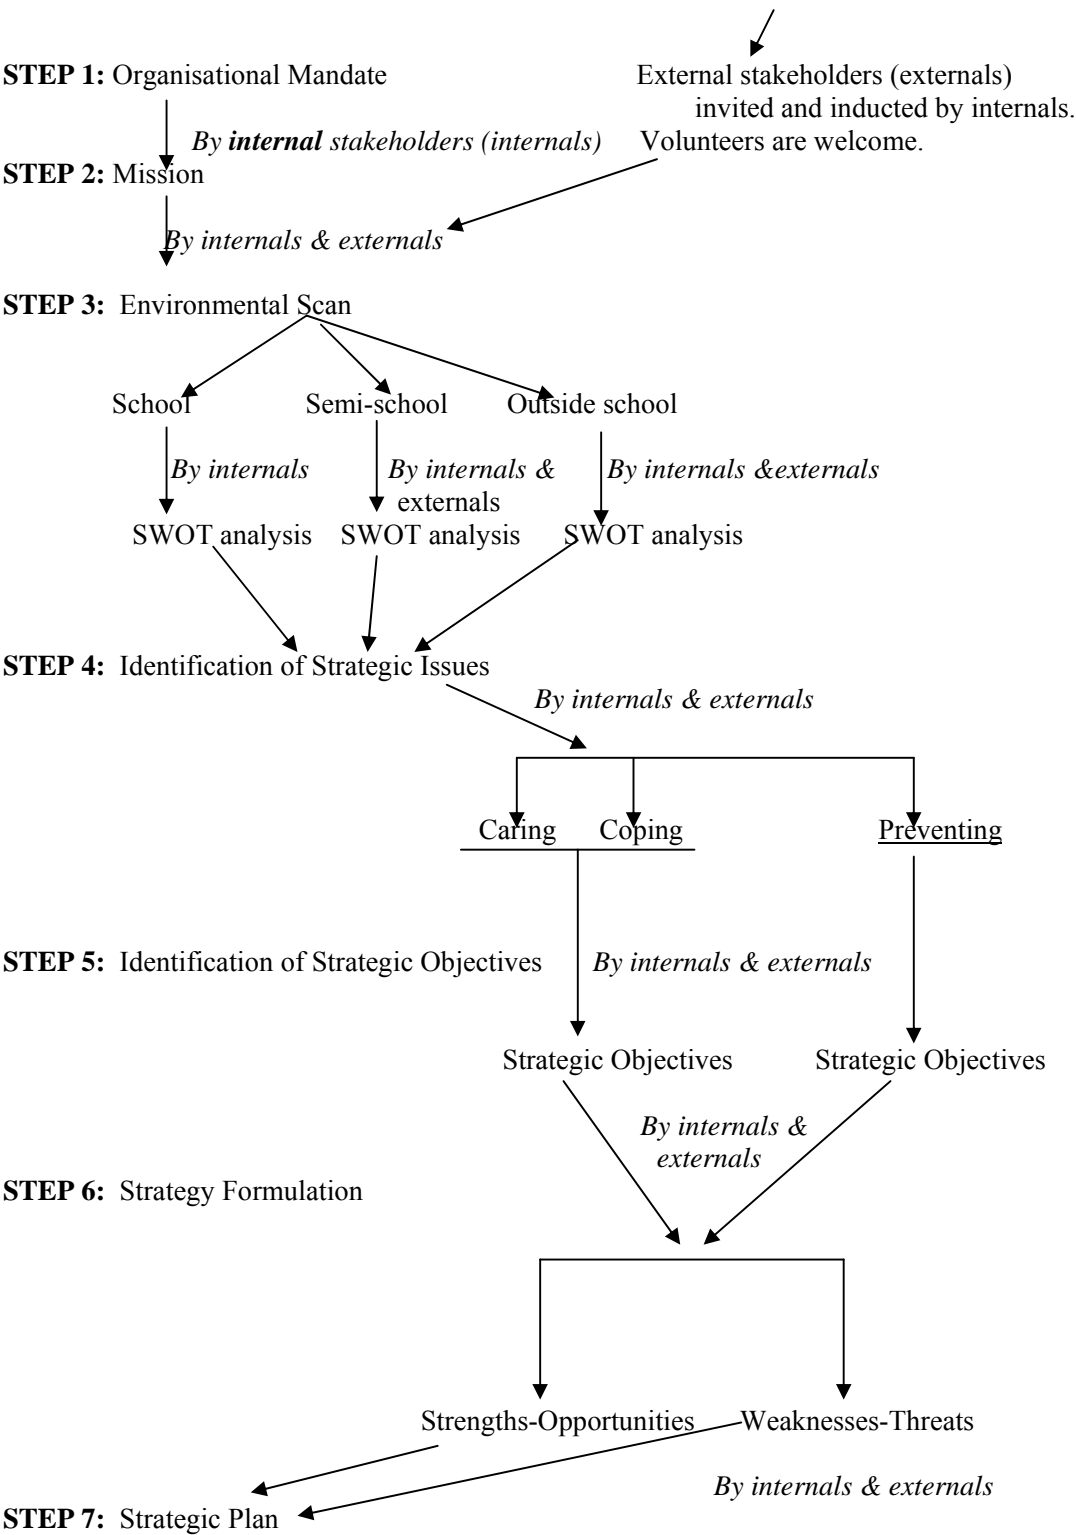 STEP 1: Organisational Mandate
External stakeholders (externals)
invited and inducted by internals.
By internal stakeholders (internals)
Volunteers are welcome.
STEP 2: Mission
By internals & externals
STEP 3: Environmental Scan
School
Semi-school
Outside school
By internals
By internals &
externals
By internals &externals
SWOT analysis
SWOT analysis
SWOT analysis
STEP 4: Identification of Strategic Issues
By internals & externals
Caring
Coping
Preventing
STEP 5: Identification of Strategic Objectives
By internals & externals
Strategic Objectives
Strategic Objectives
By internals &
externals
STEP 6: Strategy Formulation
Strengths-Opportunities
Weaknesses-Threats
By internals & externals
STEP 7: Strategic Plan